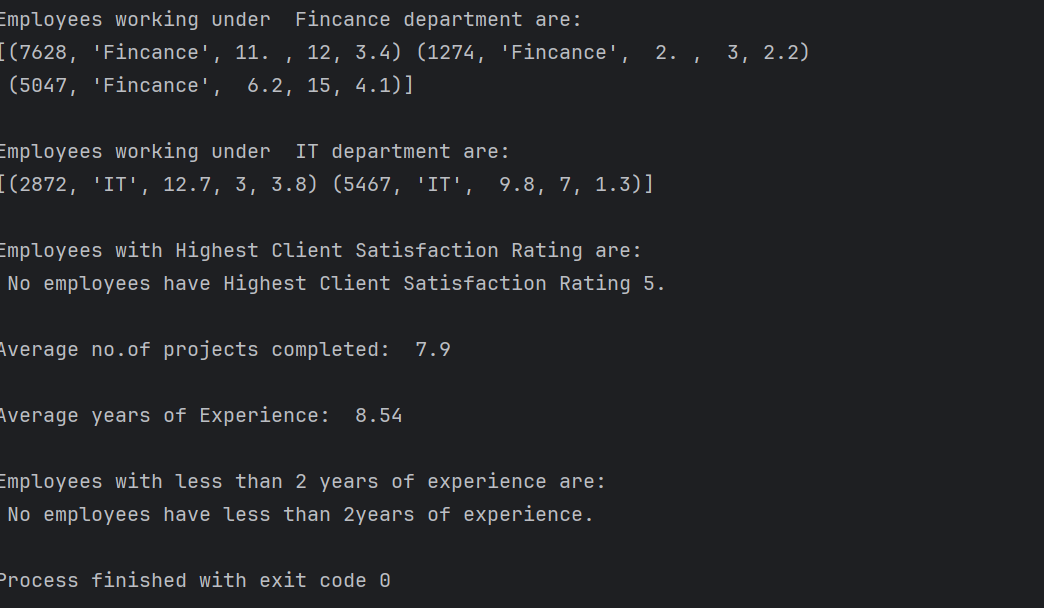 Employees working under  Fincance department are:
[(7628, 'Fincance', 11. , 12, 3.4) (1274, 'Fincance',  2. ,  3, 2.2)
 (5047, 'Fincance',  6.2, 15, 4.1)]
Employees working under  IT department are:
[(2872, 'IT', 12.7, 3, 3.8) (5467, 'IT',  9.8, 7, 1.3)]
Employees with Highest Client Satisfaction Rating are:
 No employees have Highest Client Satisfaction Rating 5.
Average no.of projects completed:  7.9
Average years of Experience:  8.54
Employees with less than 2 years of experience are:
 No employees have less than 2years of experience.
Process finished with exit code 0